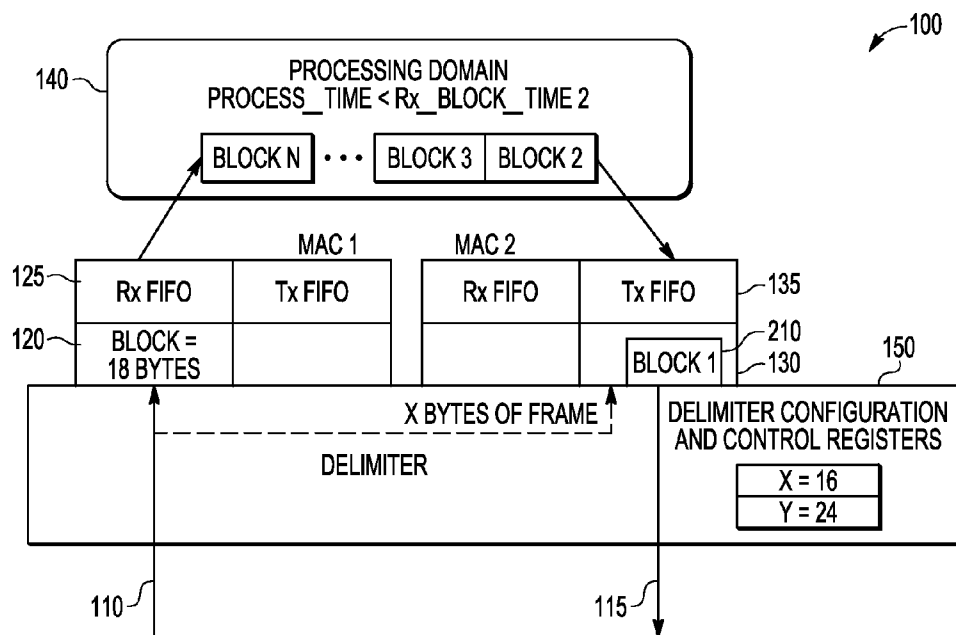 100
140
PROCESSING DOMAIN
PROCESS_TIME < Rx_BLOCK_TIME 2
BLOCK N ••• BLOCK 3 BLOCK 2
MAC 1 MAC 2
125 Rx FIFO Tx FIFO Rx FIFO Tx FIFO 135
120 BLOCK =
18 BYTES
210
BLOCK 1 130
150
X BYTES OF FRAME
DELIMITER
DELIMITER CONFIGURATION
AND CONTROL REGISTERS
X = 16
Y = 24
110 115